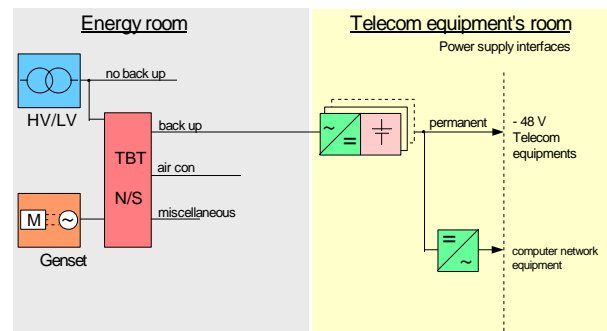 Energy room
Telecom equipment's room
Power supply interfaces
no back up
HV/LV
back up
permanent
- 48 V
Telecom
equipments
TBT
N/S
air con
miscellaneous
M
Genset
computer network
equipment